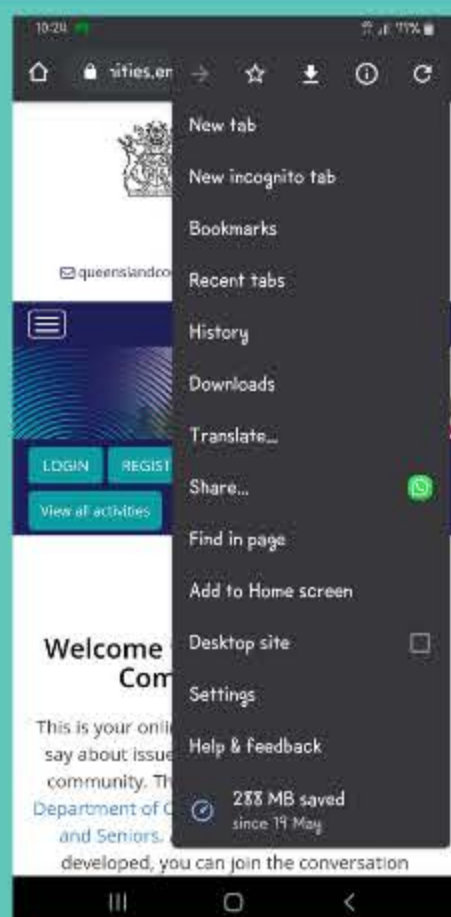 10:24
77%
nities.en
New tab
New incognito tab
Bookmarks
queenslandco
Recent tabs
History
Downloads
Translate...
LOGIN REGIST
Share...
View all activities
Find in page
Add to Home screen
Welcome
Desktop site
Com
Settings
This is your onli
say about issue
Help & feedback
community. Th
Department of C
288 MB saved
since 19 May
and Seniors.
developed, you can join the conversation